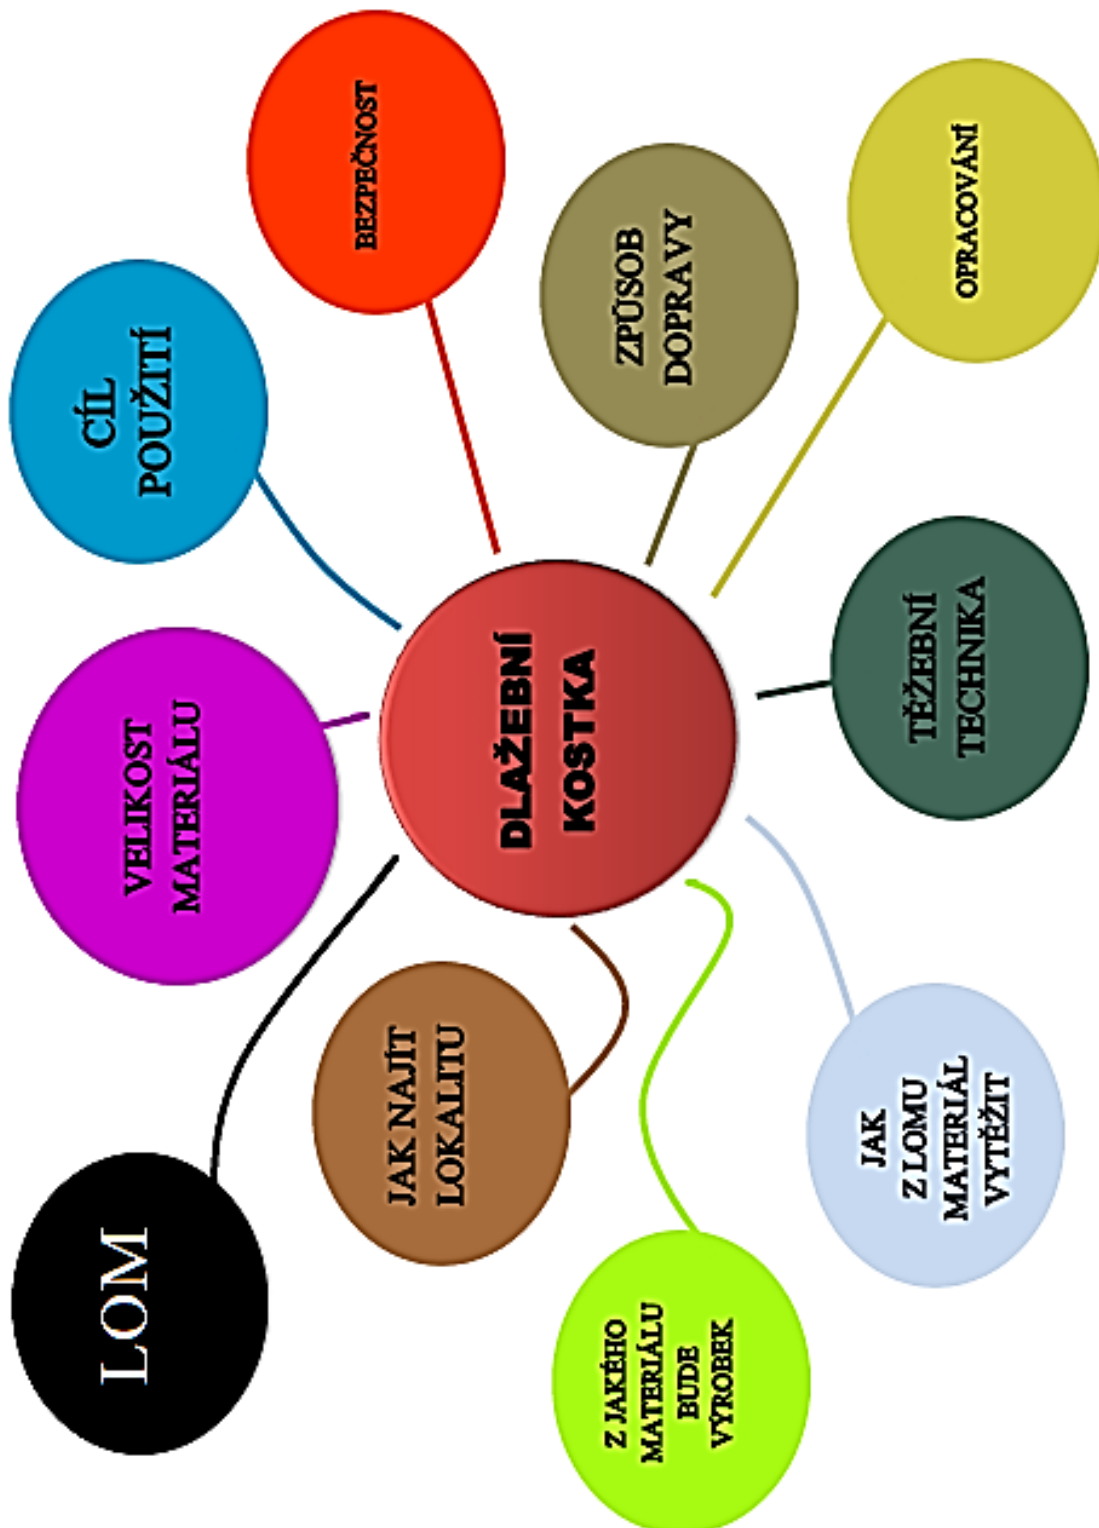 LOM
VELIKOST
MATERIÁLU
CÍL
POUŽITÍ
JAK NAJÍT
LOKALITU
BEZPEČNOST
DLAŽEBNÍ
KOSTKA
Z JAKÉHO
MATERIÁLU
BUDE
VÝROBEK
ZPŮSOB
DOPRAVY
JAK
Z LOMU
MATERIÁL
VYTĚŽIT
TĚŽEBNÍ
TECHNIKA
OPRACOVÁNÍ